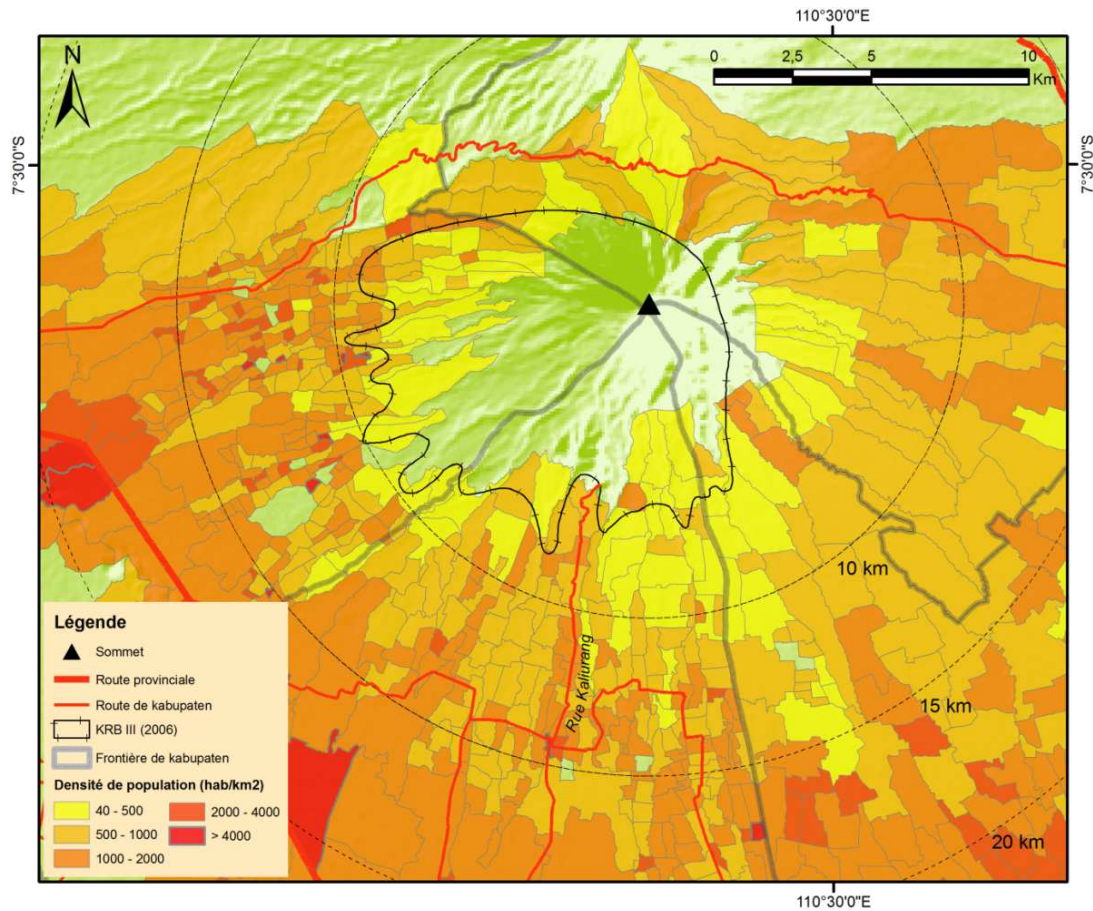 110°30'0"E
N
0 2,5 5 10
Km
7°30'0"S
7°30'0"S
10 km
15 km
20 km
Rue Kaliurang
Légende
Sommet
Route provinciale
Route de kabupaten
KRB III (2006)
Frontière de kabupaten
Densité de population (hab/km2)
40 - 500
2000 - 4000
500 - 1000
> 4000
1000 - 2000
110°30'0"E